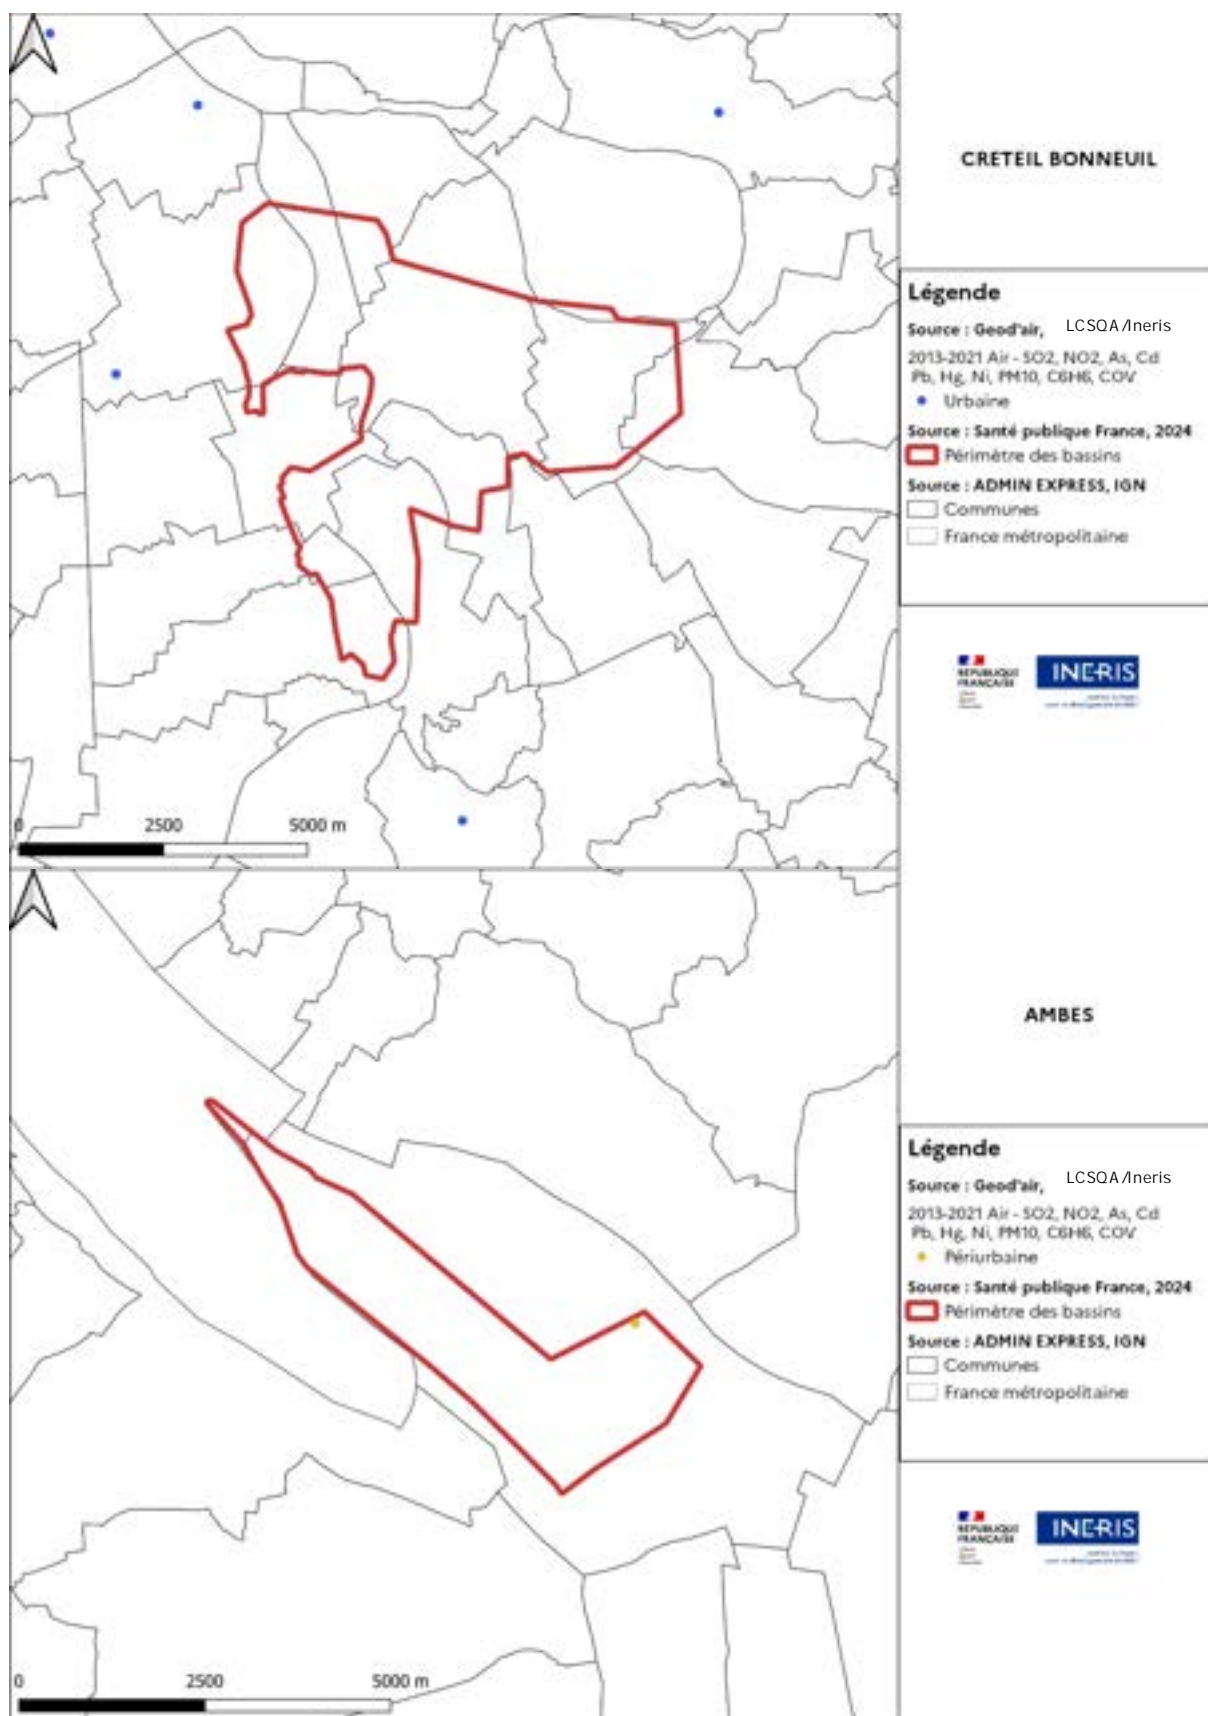 CRETEIL BONNEUIL
Légende
Source : Geod'air, LCSQA/Ineris
2013-2021 Air - SO2, NO2, As, Cd
Pb, Hg, Ni, PM10, C6H6, COV
Urbaine
Source : Santé publique France, 2024
Périmètre des bassins
Source : ADMIN EXPRESS, IGN
Communes
France métropolitaine
RÉPUBLIQUE
FRANÇAISE
INERIS
0 2500 5000 m
AMBES
Légende
Source : Geod'air, LCSQA/Ineris
2013-2021 Air - SO2, NO2, As, Cd
Pb, Hg, Ni, PM10, C6H6, COV
Périurbaine
Source : Santé publique France, 2024
Périmètre des bassins
Source : ADMIN EXPRESS, IGN
Communes
France métropolitaine
RÉPUBLIQUE
FRANÇAISE
INERIS
0 2500 5000 m